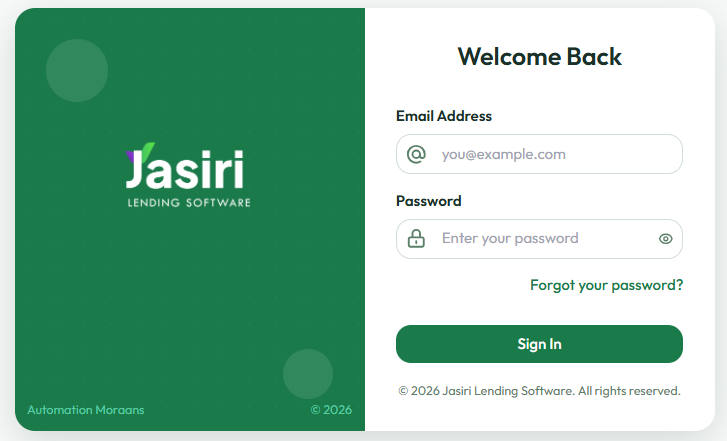 Jasiri
LENDING SOFTWARE
Automation Moraans
© 2026
Welcome Back
Email Address
you@example.com
Password
Enter your password
Forgot your password?
Sign In
© 2026 Jasiri Lending Software. All rights reserved.